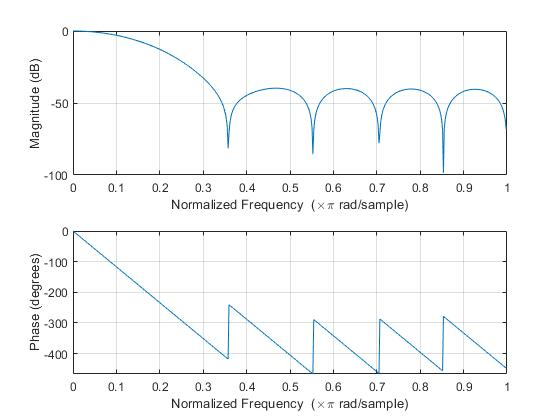 0
-50
-100
Magnitude (dB)
0 0.1 0.2 0.3 0.4 0.5 0.6 0.7 0.8 0.9 1
Normalized Frequency (×π rad/sample)
0
-100
-200
-300
-400
Phase (degrees)
0 0.1 0.2 0.3 0.4 0.5 0.6 0.7 0.8 0.9 1
Normalized Frequency (×π rad/sample)